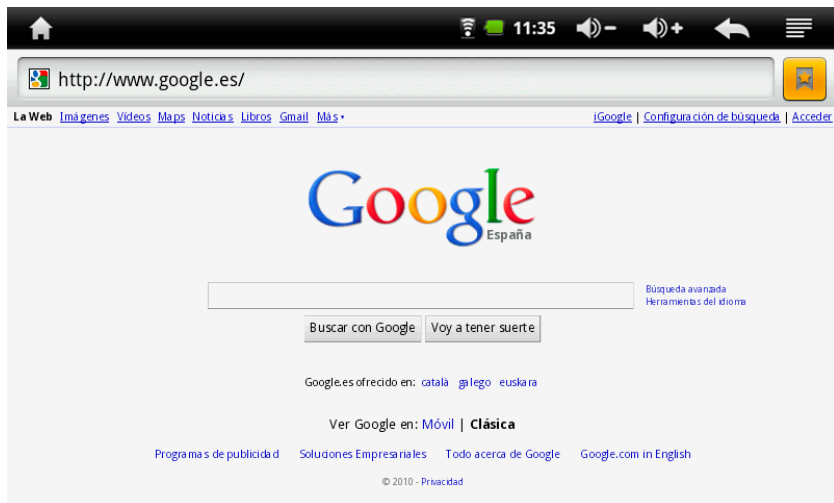 11:35
http://www.google.es/
La Web Imágenes Vídeos Maps Noticias Libros Gmail Más iGoogle | Configuración de búsqueda | Acceder
Google
España
Búsqueda avanzada
Herramientas del idioma
Buscar con Google Voy a tener suerte
Google.es ofrecido en: català galego euskara
Ver Google en: Móvil | Clásica
Programas de publicidad Soluciones Empresariales Todo acerca de Google Google.com in English
© 2010 - Privacidad